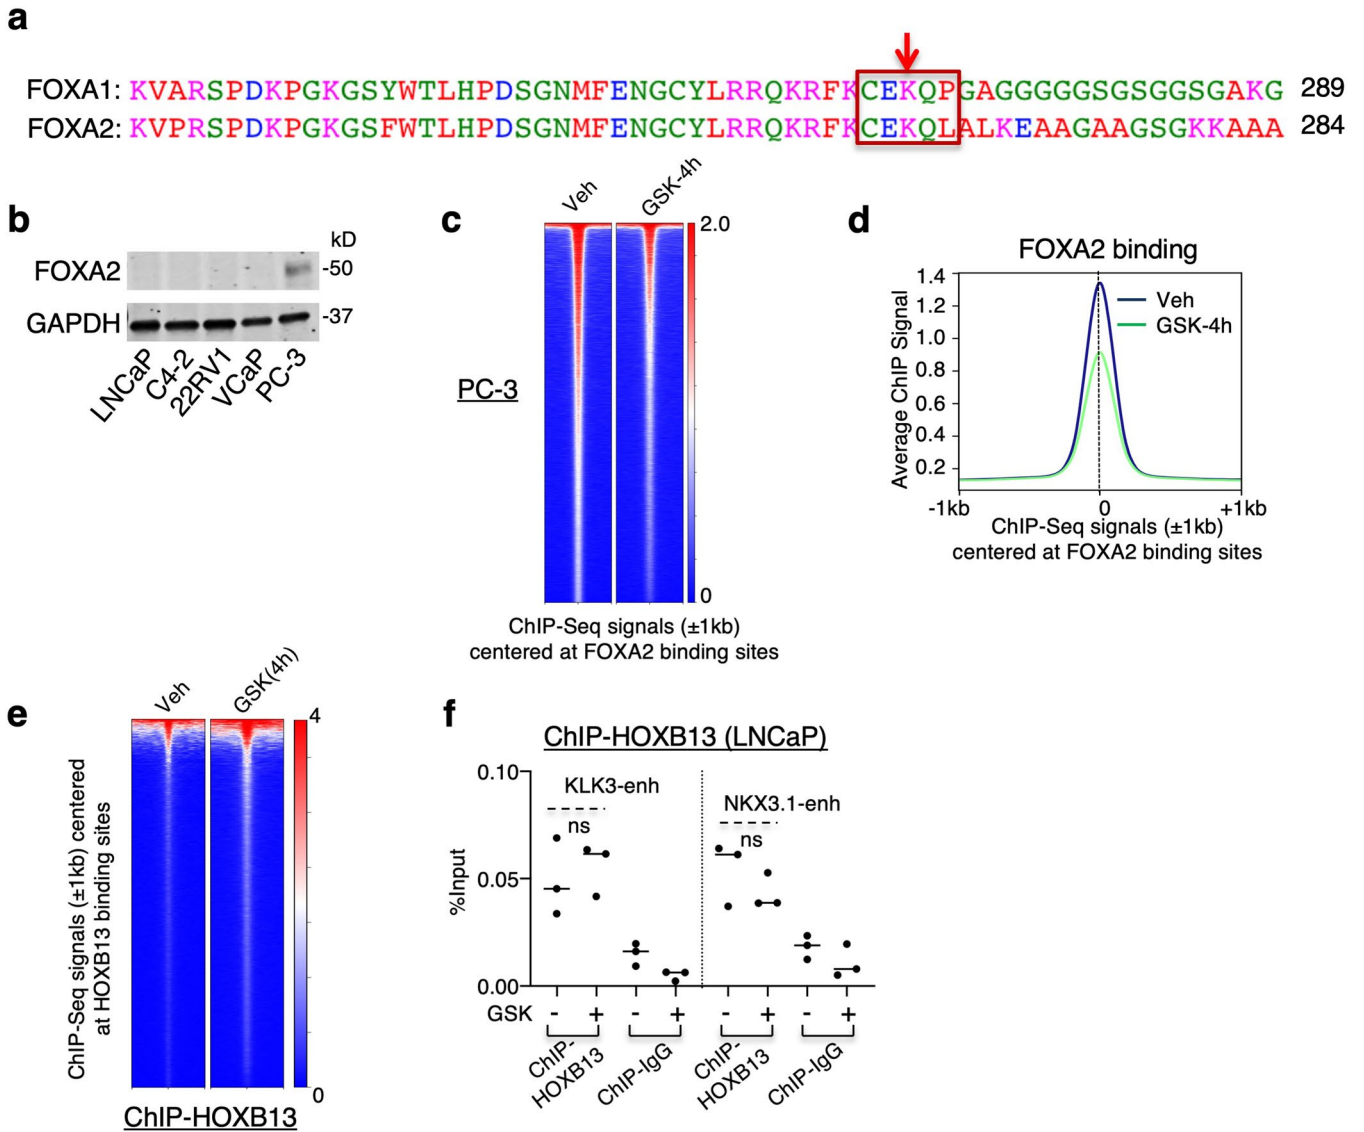 a
FOXA1: KVARSPDKPGKGSYWTLHPDSGNMFENGCYLRRQKRFKCEKQPGAGGGGGSGSGGSGAKG 289
FOXA2: KVPRSPDKPGKGSFWTLHPDSGNMFENGCYLRRQKRFKCEKQLALKEAAGAAGSGKKAAA 284
b
kD
FOXA2 -50
GAPDH -37
LNCaP C4-2 22RV1 VCaP PC-3
c
Veh GSK-4h
2.0
PC-3
0
ChIP-Seq signals (±1kb)
centered at FOXA2 binding sites
d
FOXA2 binding
Average ChIP Signal
1.4
1.2
1.0
0.8
0.6
0.4
0.2
Veh
GSK-4h
-1kb 0 +1kb
ChIP-Seq signals (±1kb)
centered at FOXA2 binding sites
e
Veh GSK(4h)
4
ChIP-Seq signals (±1kb) centered
at HOXB13 binding sites
0
ChIP-HOXB13
f
ChIP-HOXB13 (LNCaP)
%Input
0.10
0.05
0.00
KLK3-enh
ns
NKX3.1-enh
ns
GSK - + - + - + - +
ChIP-
HOXB13
ChIP-IgG
ChIP-
HOXB13
ChIP-IgG